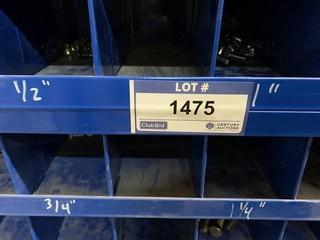 1/2"
LOT #
1475
ClubBid
CENTURY
AUCTIONS
1"
3/4"
1 1/4"